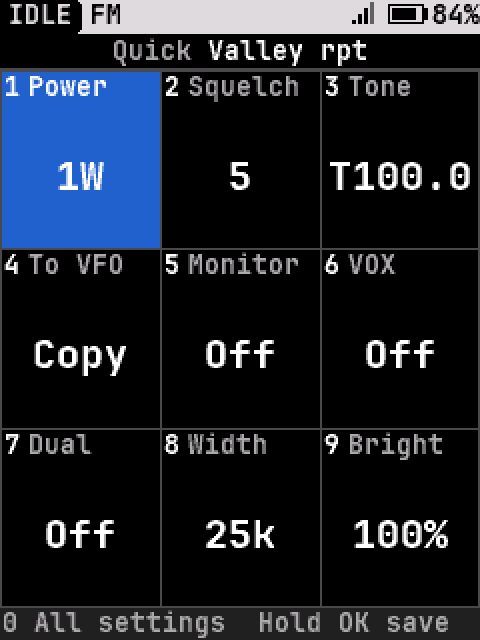 IDLE FM 84%
Quick Valley rpt
1 Power 2 Squelch 3 Tone
1W 5 T100.0
4 To VFO 5 Monitor 6 VOX
Copy Off Off
7 Dual 8 Width 9 Bright
Off 25k 100%
0 All settings Hold OK save